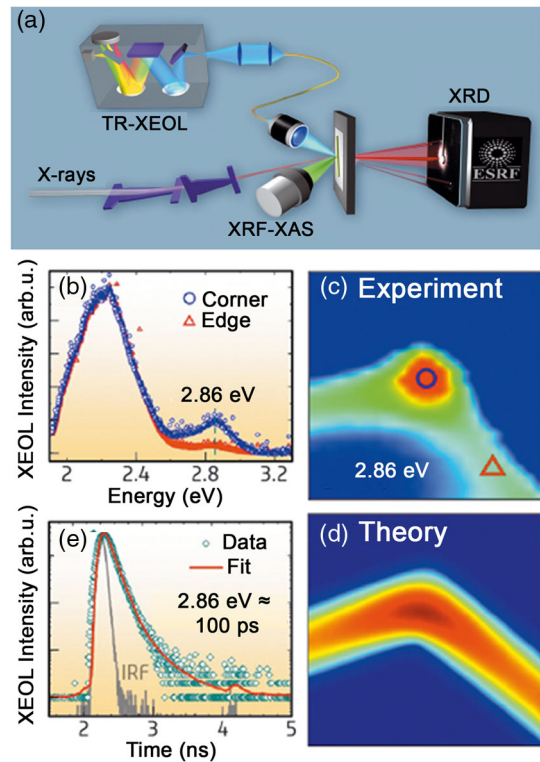 (a)
TR-XEOL
XRD
X-rays
ESRF
XRF-XAS
(b)
Corner
Edge
2.86 eV
XEOL Intensity (arb.u.)
2 2.4 2.8 3.2
Energy (eV)
(c) Experiment
2.86 eV
(e)
Data
Fit
2.86 eV ≈
100 ps
IRF
XEOL Intensity (arb.u.)
2 3 4 5
Time (ns)
(d) Theory